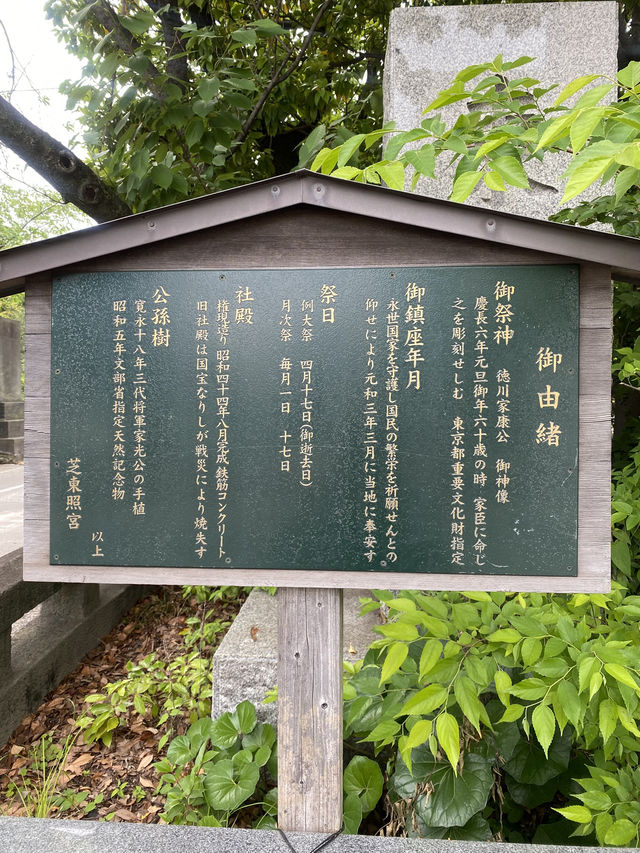 御由緒
御祭神　徳川家康公　御神像
慶長六年元旦御年六十歳の時　家臣に命じ
之を彫刻せしむ　東京都重要文化財指定
御鎮座年月
永世国家を守護し国民の繁栄を祈願せんとの
仰せにより元和三年三月に当地に奉安す
祭日
例大祭　四月十七日(御逝去日)
月次祭　毎月一日　十七日
社殿
権現造り昭和四十四年八月完成鉄筋コンクリート
旧社殿は国宝なりしが戦災により焼失す
公孫樹
寛永十八年三代将軍家光公の手植
昭和五年文部省指定天然記念物
以上
芝東照宮